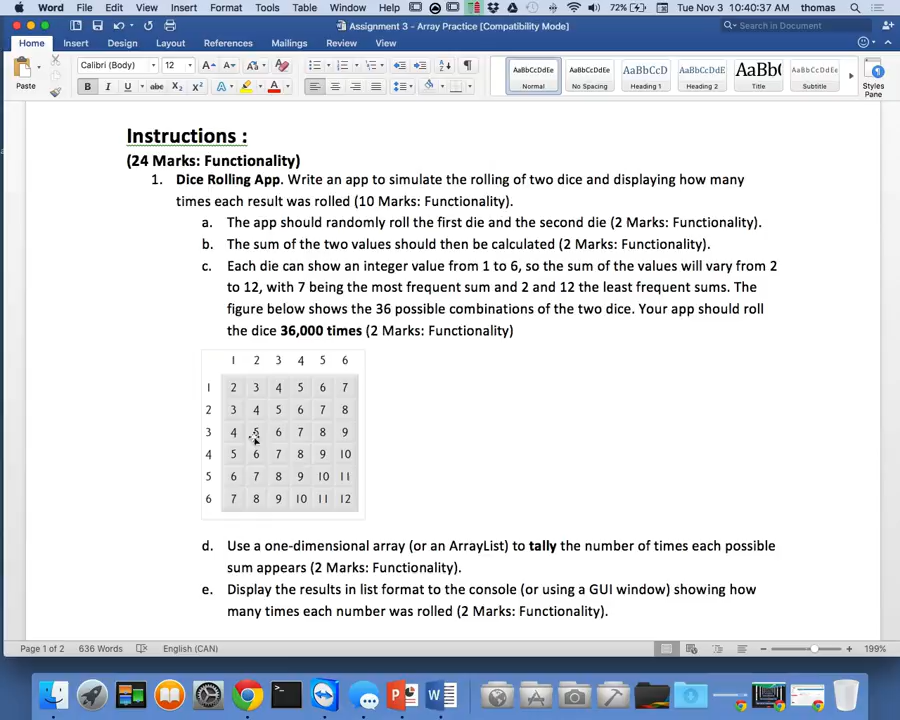 Word File Edit View Insert Format Tools Table Window Help 72% Tue Nov 3 10:40:37 AM thomas
Assignment 3 - Array Practice [Compatibility Mode] Search in Document
Home Insert Design Layout References Mailings Review View
Paste Calibri (Body) 12 AaBbCcDdEe AaBbCcDdEe AaBbCcD AaBbCcDdEe AaBb( AaBbCcDdEe Styles Pane
B I U abc X₂ X² A A Normal No Spacing Heading 1 Heading 2 Title Subtitle
Instructions :
(24 Marks: Functionality)
1. Dice Rolling App. Write an app to simulate the rolling of two dice and displaying how many
times each result was rolled (10 Marks: Functionality).
a. The app should randomly roll the first die and the second die (2 Marks: Functionality).
b. The sum of the two values should then be calculated (2 Marks: Functionality).
c. Each die can show an integer value from 1 to 6, so the sum of the values will vary from 2
to 12, with 7 being the most frequent sum and 2 and 12 the least frequent sums. The
figure below shows the 36 possible combinations of the two dice. Your app should roll
the dice 36,000 times (2 Marks: Functionality)
1 2 3 4 5 6
1 2 3 4 5 6 7
2 3 4 5 6 7 8
3 4 5 6 7 8 9
4 5 6 7 8 9 10
5 6 7 8 9 10 11
6 7 8 9 10 11 12
d. Use a one-dimensional array (or an ArrayList) to tally the number of times each possible
sum appears (2 Marks: Functionality).
e. Display the results in list format to the console (or using a GUI window) showing how
many times each number was rolled (2 Marks: Functionality).
Page 1 of 2 636 Words English (CAN) 199%